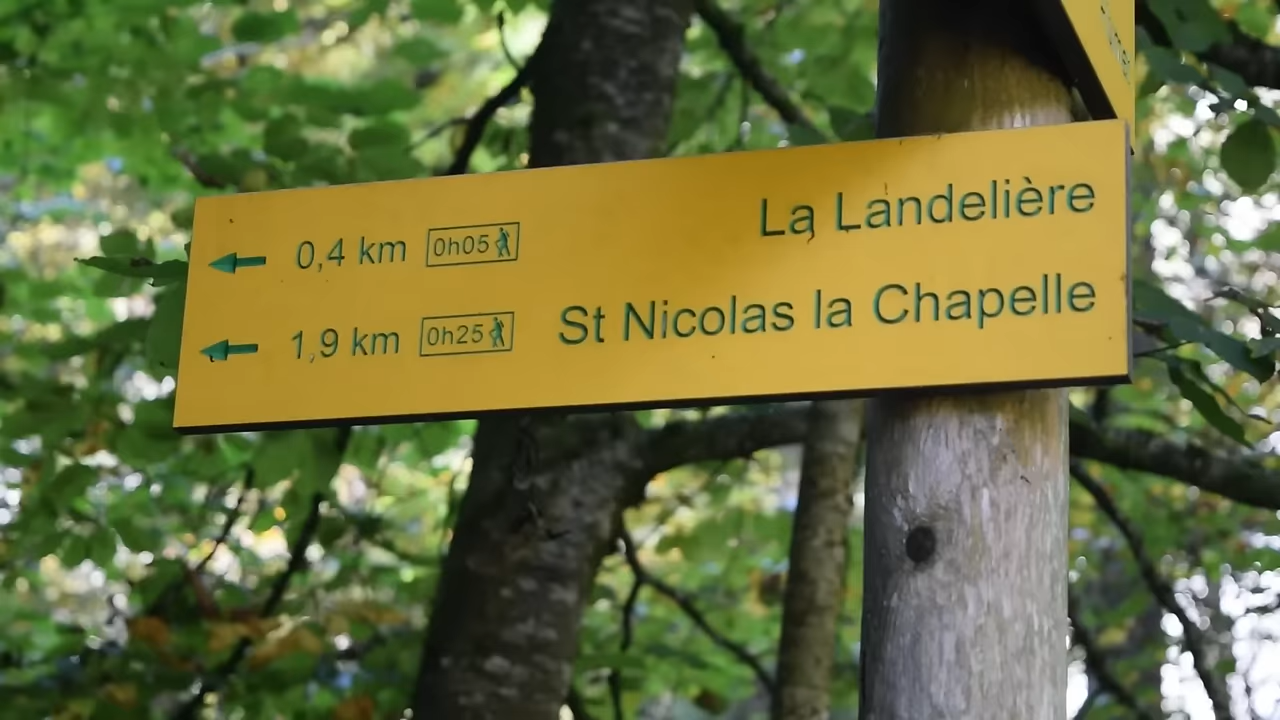 0,4 km 0h05 La Landelière
1,9 km 0h25 St Nicolas la Chapelle